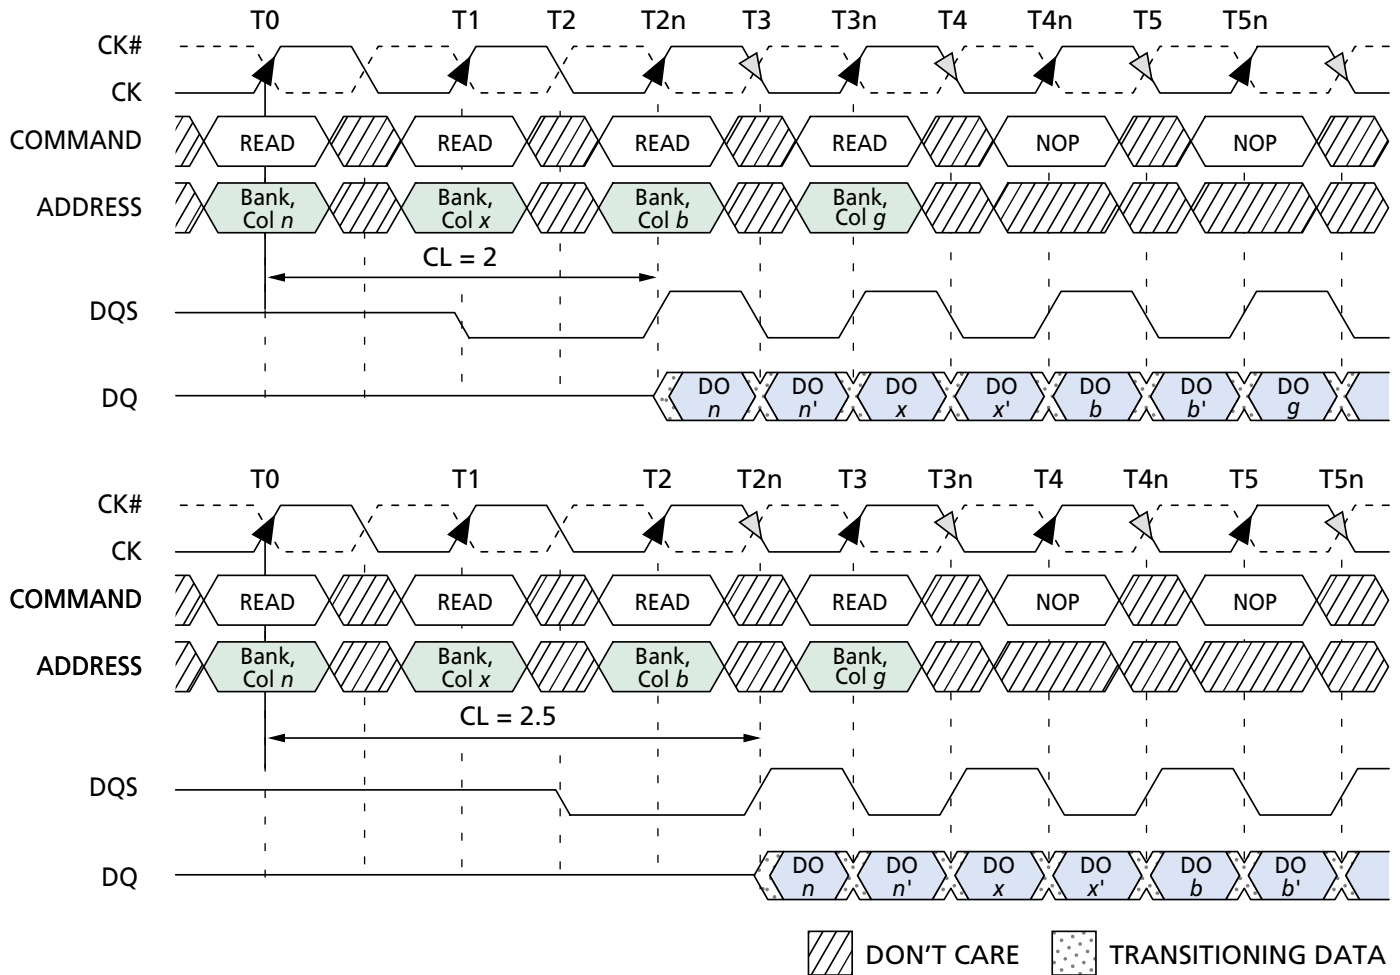 T0 T1 T2 T2n T3 T3n T4 T4n T5 T5n
CK#
CK
COMMAND READ READ READ READ NOP NOP
ADDRESS Bank, Col n Bank, Col x Bank, Col b Bank, Col g
CL = 2
DQS
DQ DO n DO n' DO x DO x' DO b DO b' DO g
T0 T1 T2 T2n T3 T3n T4 T4n T5 T5n
CK#
CK
COMMAND READ READ READ READ NOP NOP
ADDRESS Bank, Col n Bank, Col x Bank, Col b Bank, Col g
CL = 2.5
DQS
DQ DO n DO n' DO x DO x' DO b DO b'
DON'T CARE TRANSITIONING DATA